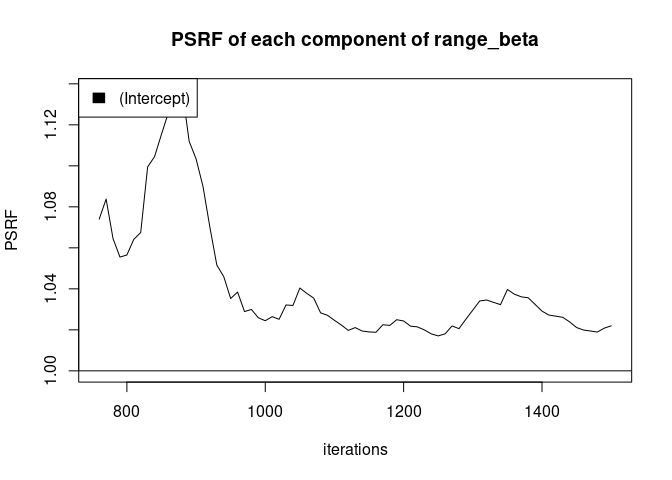 PSRF of each component of range_beta
(Intercept)
PSRF
1.12
1.08
1.04
1.00
800 1000 1200 1400
iterations